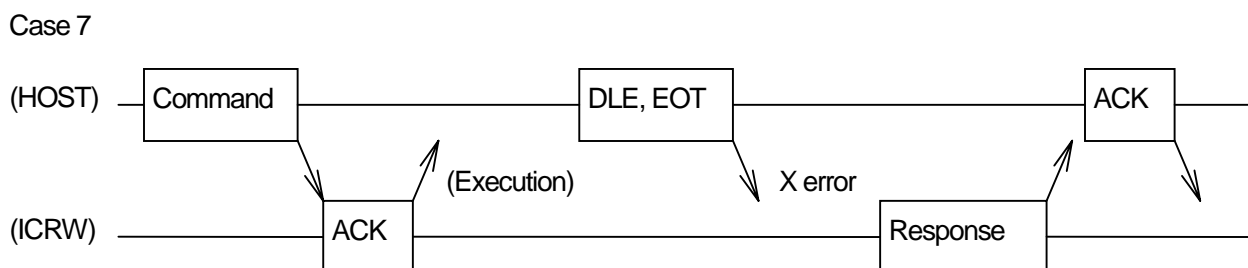 Case 7
(HOST) Command DLE, EOT ACK
(Execution) X error
(ICRW) ACK Response